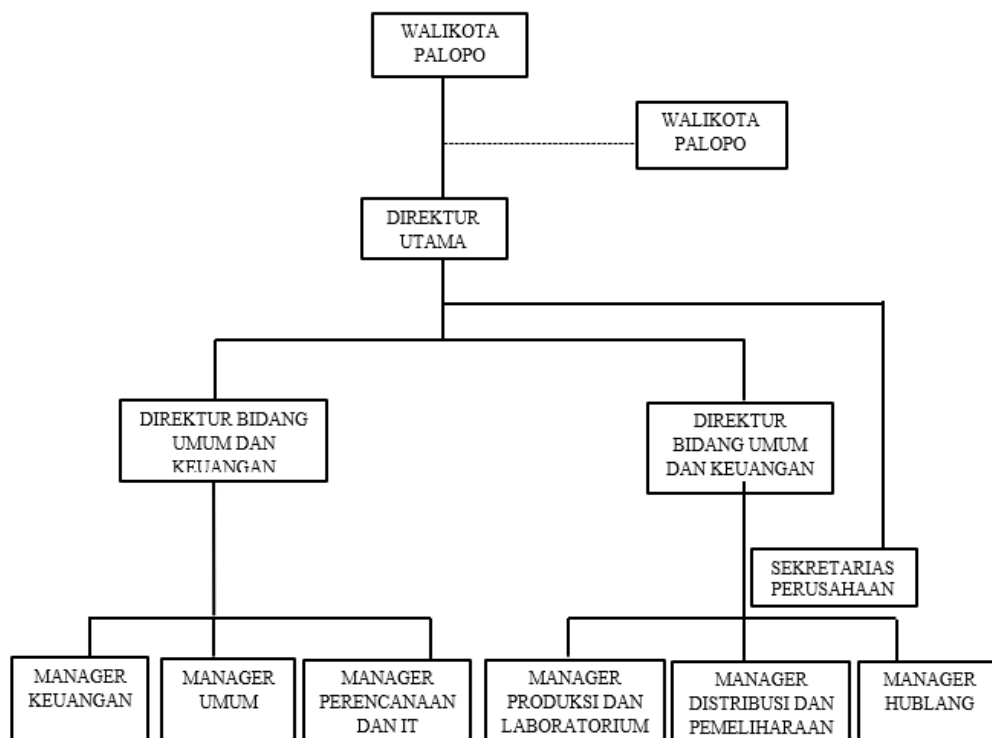 WALIKOTA
PALOPO
WALIKOTA
PALOPO
DIREKTUR
UTAMA
DIREKTUR BIDANG
UMUM DAN
KEUANGAN
DIREKTUR
BIDANG UMUM
DAN KEUANGAN
SEKRETARIAS
PERUSAHAAN
MANAGER
KEUANGAN
MANAGER
UMUM
MANAGER
PERENCANAAN
DAN IT
MANAGER
PRODUKSI DAN
LABORATORIUM
MANAGER
DISTRIBUSI DAN
PEMELIHARAAN
MANAGER
HUBLANG